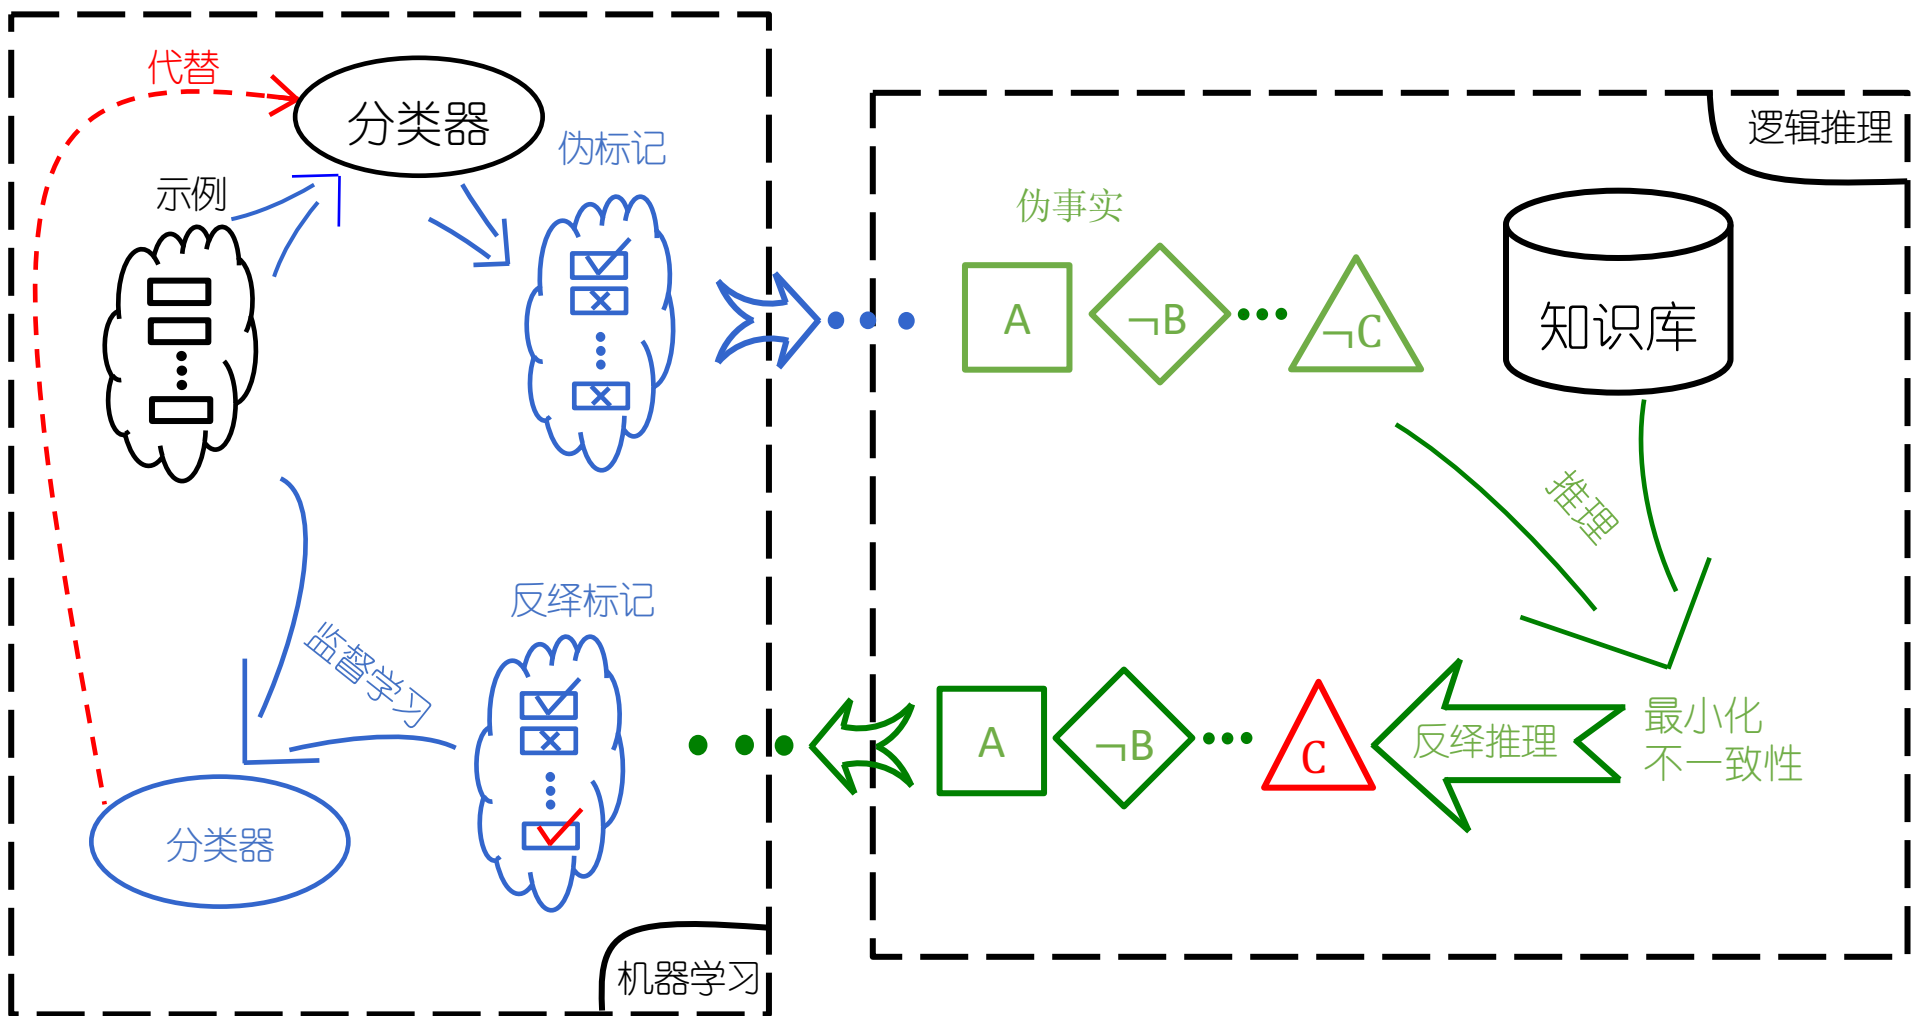 代替
分类器
伪标记
示例
反绎标记
监督学习
分类器
机器学习
逻辑推理
伪事实
A
¬B
¬C
知识库
推理
A
¬B
C
反绎推理
最小化
不一致性